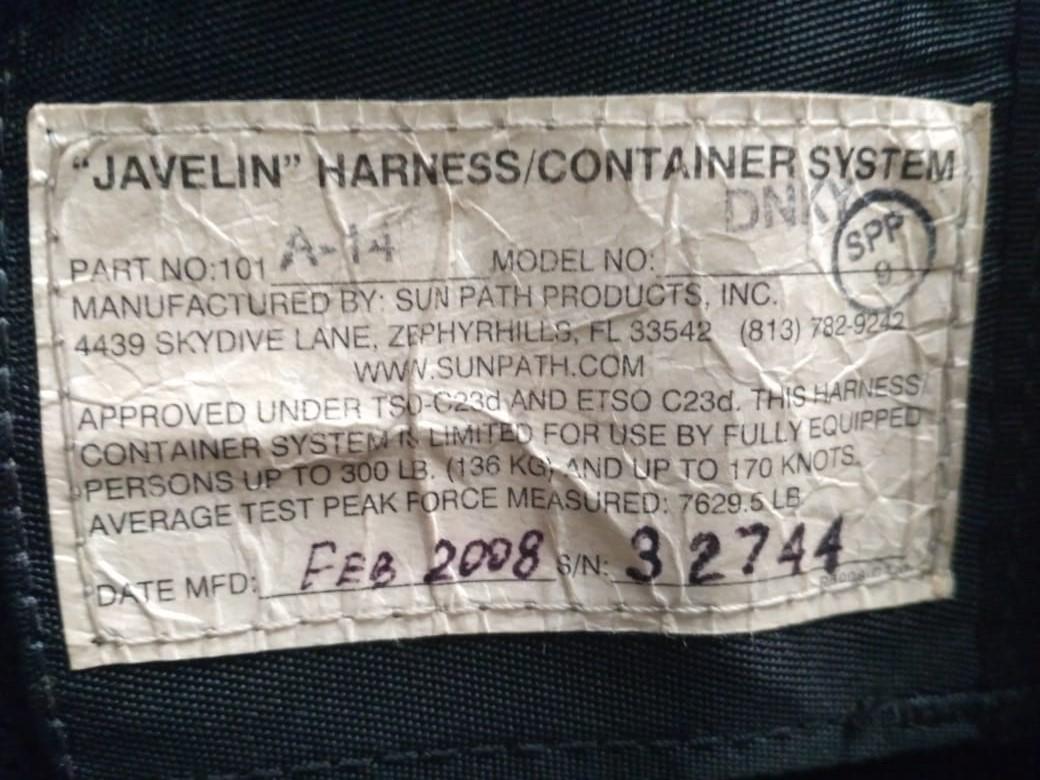 "JAVELIN" HARNESS/CONTAINER SYSTEM
DNKY
SPP
9
PART NO:101 A-14 MODEL NO:
MANUFACTURED BY: SUN PATH PRODUCTS, INC.
4439 SKYDIVE LANE, ZEPHYRHILLS, FL 33542 (813) 782-9242
WWW.SUNPATH.COM
APPROVED UNDER TSO-C23d AND ETSO C23d. THIS HARNESS/
CONTAINER SYSTEM IS LIMITED FOR USE BY FULLY EQUIPPED
PERSONS UP TO 300 LB. (136 KG) AND UP TO 170 KNOTS.
AVERAGE TEST PEAK FORCE MEASURED: 7629.5 LB
DATE MFD: FEB 2008 S/N: 32744